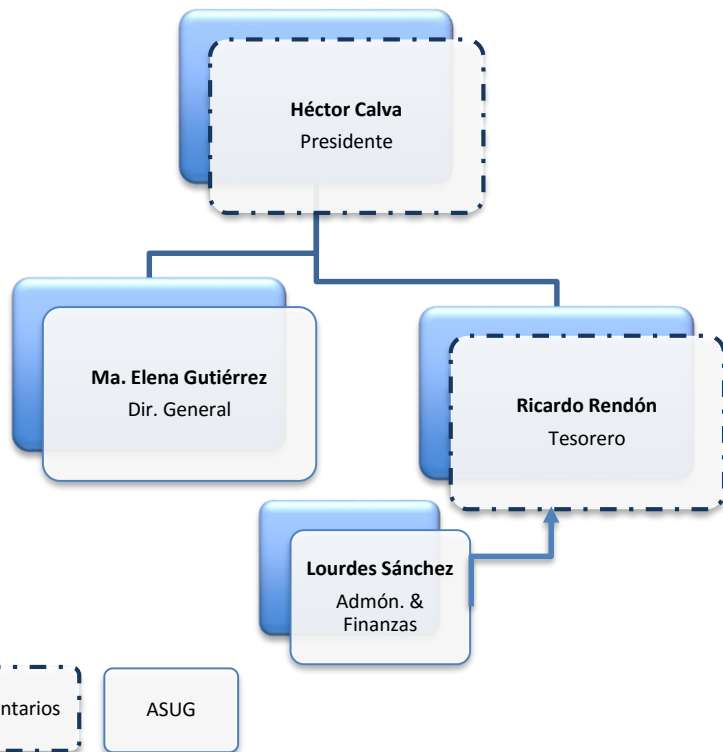 Héctor Calva
Presidente
Ma. Elena Gutiérrez
Dir. General
Ricardo Rendón
Tesorero
Lourdes Sánchez
Admón. &
Finanzas
ntarios
ASUG